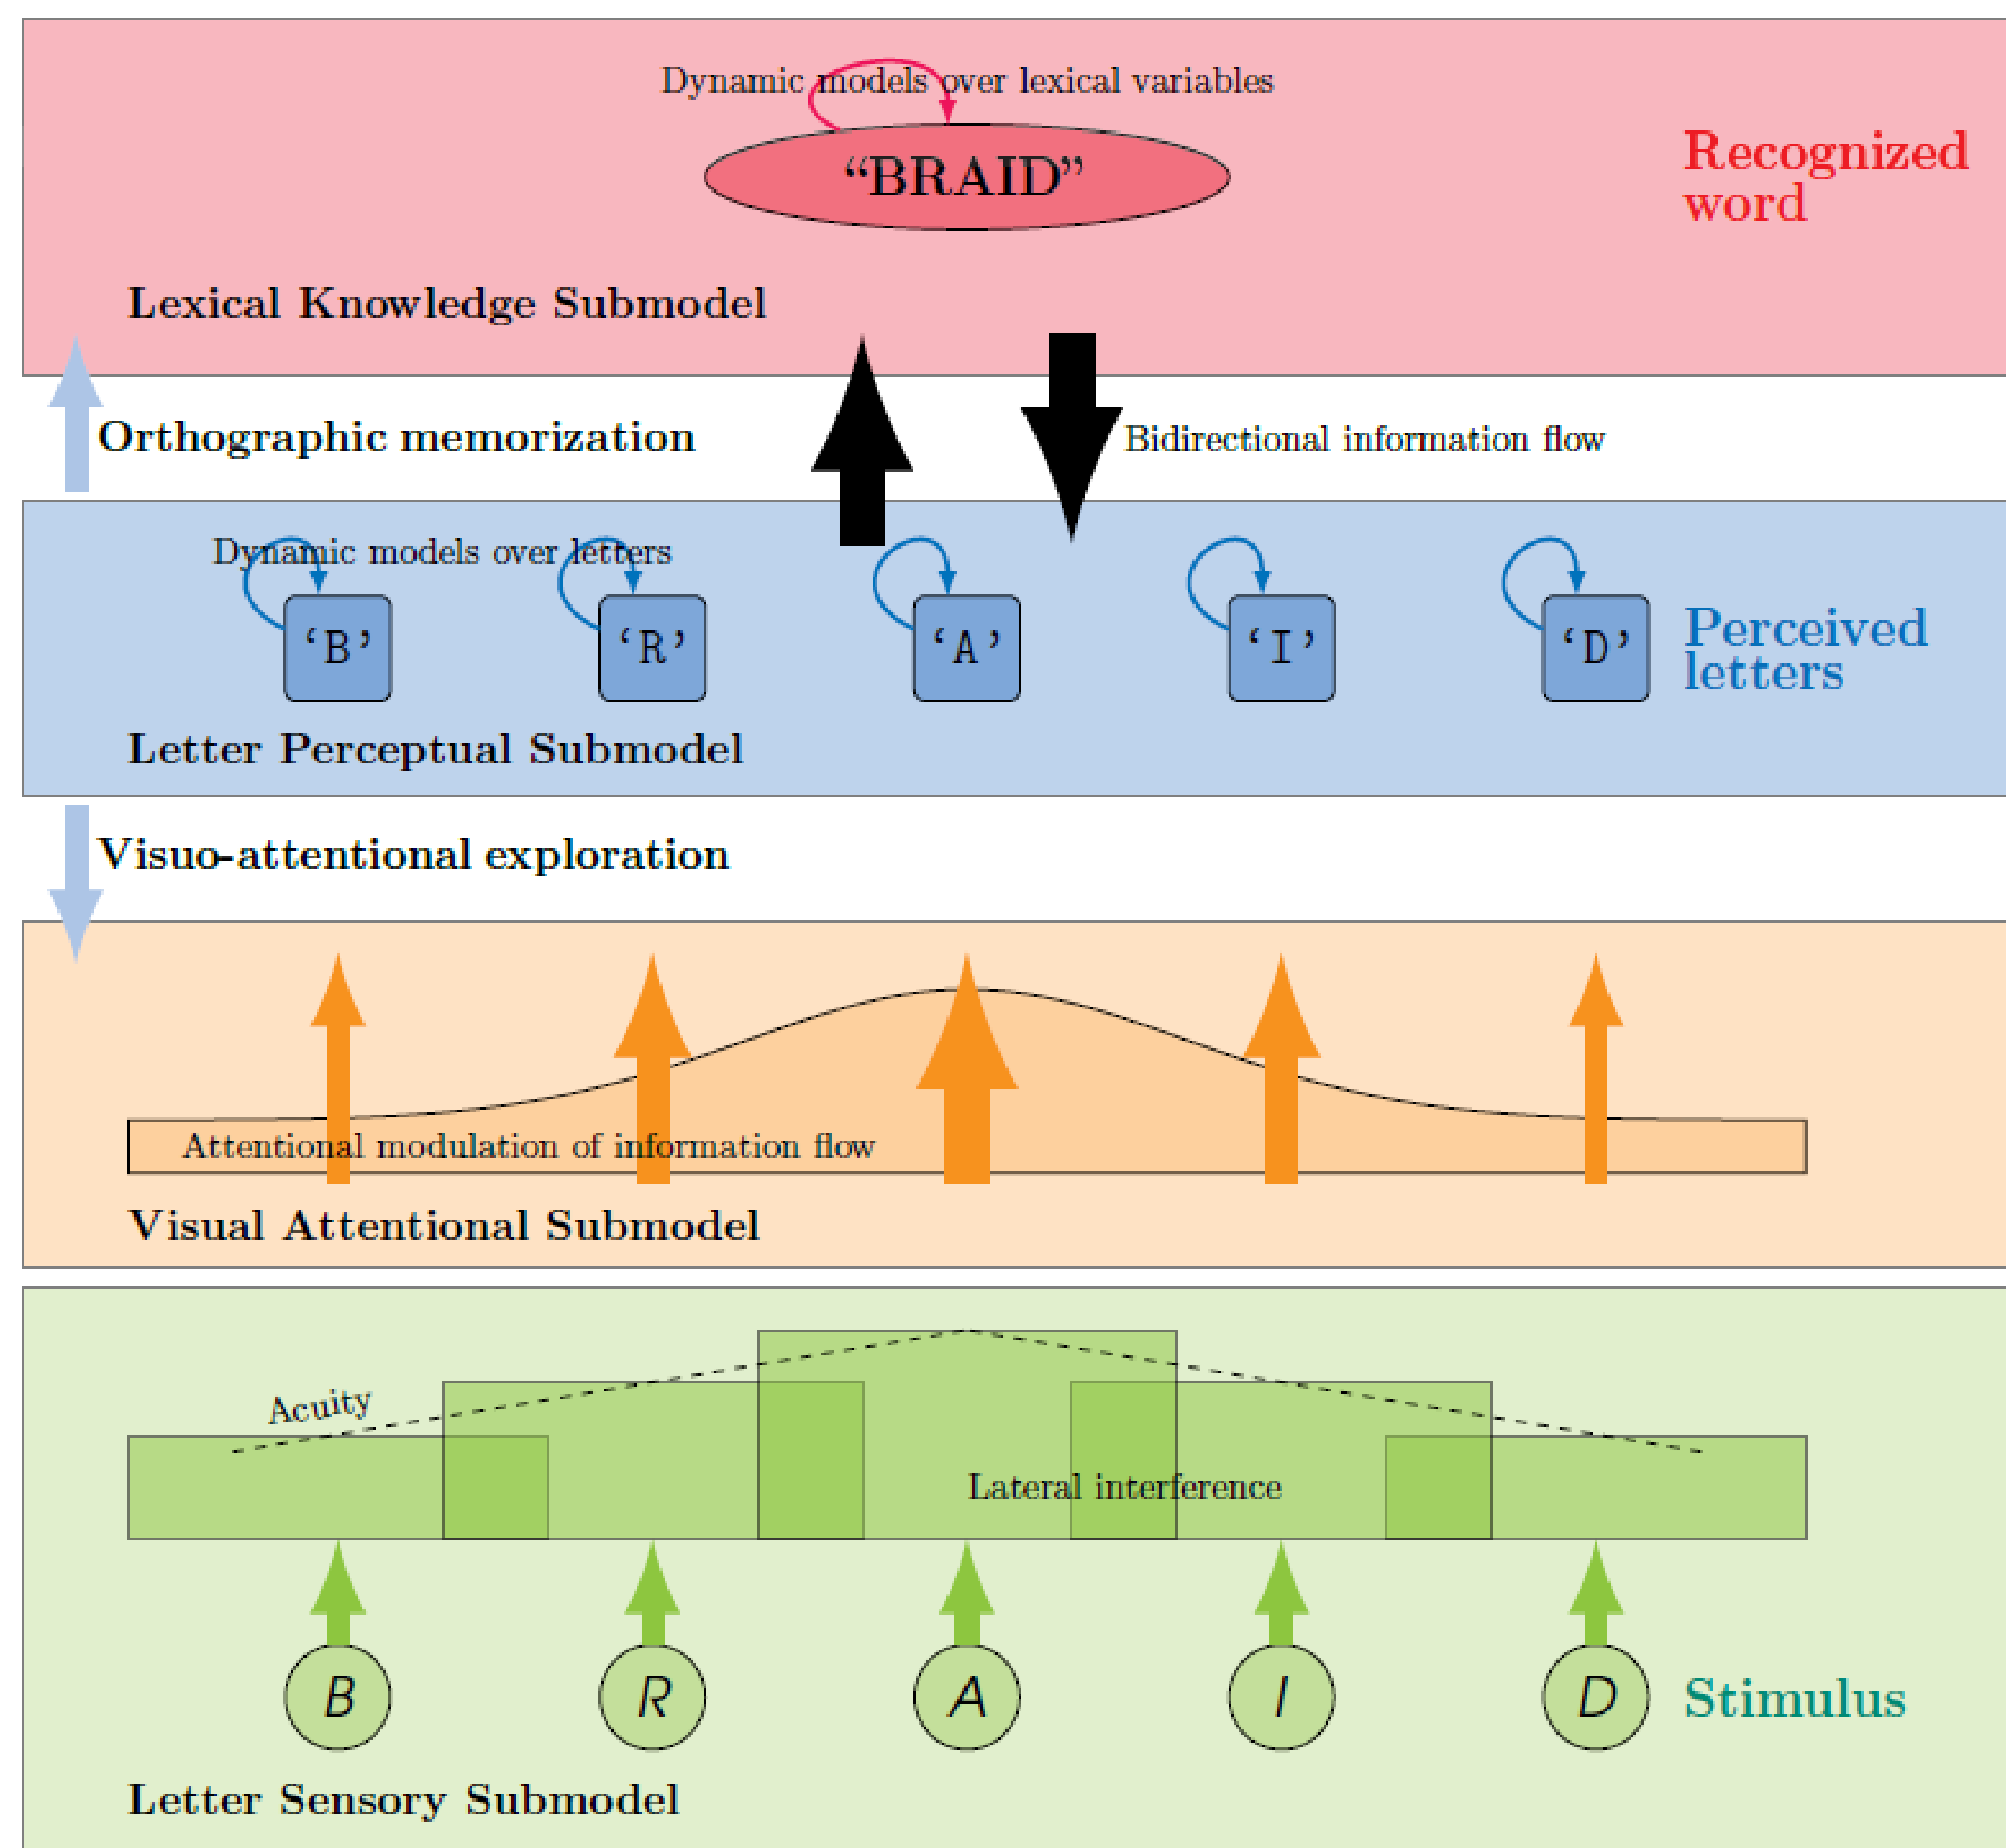 Dynamic models over lexical variables
“BRAID”
Recognized
word
Lexical Knowledge Submodel
Orthographic memorization
Bidirectional information flow
Dynamic models over letters
‘B’ ‘R’ ‘A’ ‘I’ ‘D’
Perceived
letters
Letter Perceptual Submodel
Visuo-attentional exploration
Attentional modulation of information flow
Visual Attentional Submodel
Acuity
Lateral interference
B R A I D
Stimulus
Letter Sensory Submodel